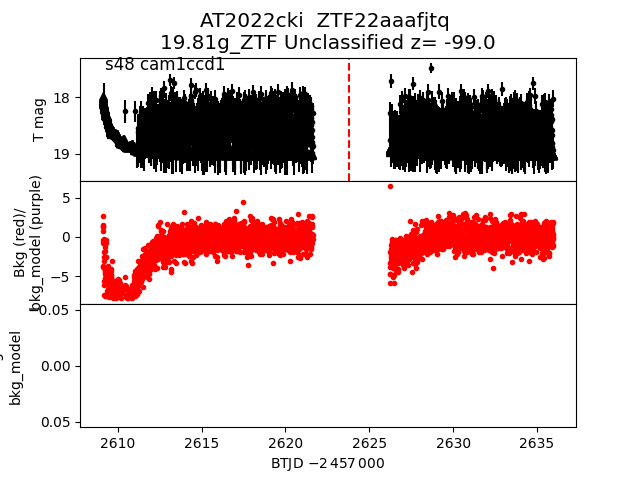 AT2022cki  ZTF22aaafjtq
19.81g_ZTF Unclassified z= -99.0
s48 cam1ccd1
18
19
T mag
5
0
−5
Bkg (red)/
bkg_model (purple)
0.05
0.00
0.05
bkg_model
2610
2615
2620
2625
2630
2635
BTJD −2 457 000